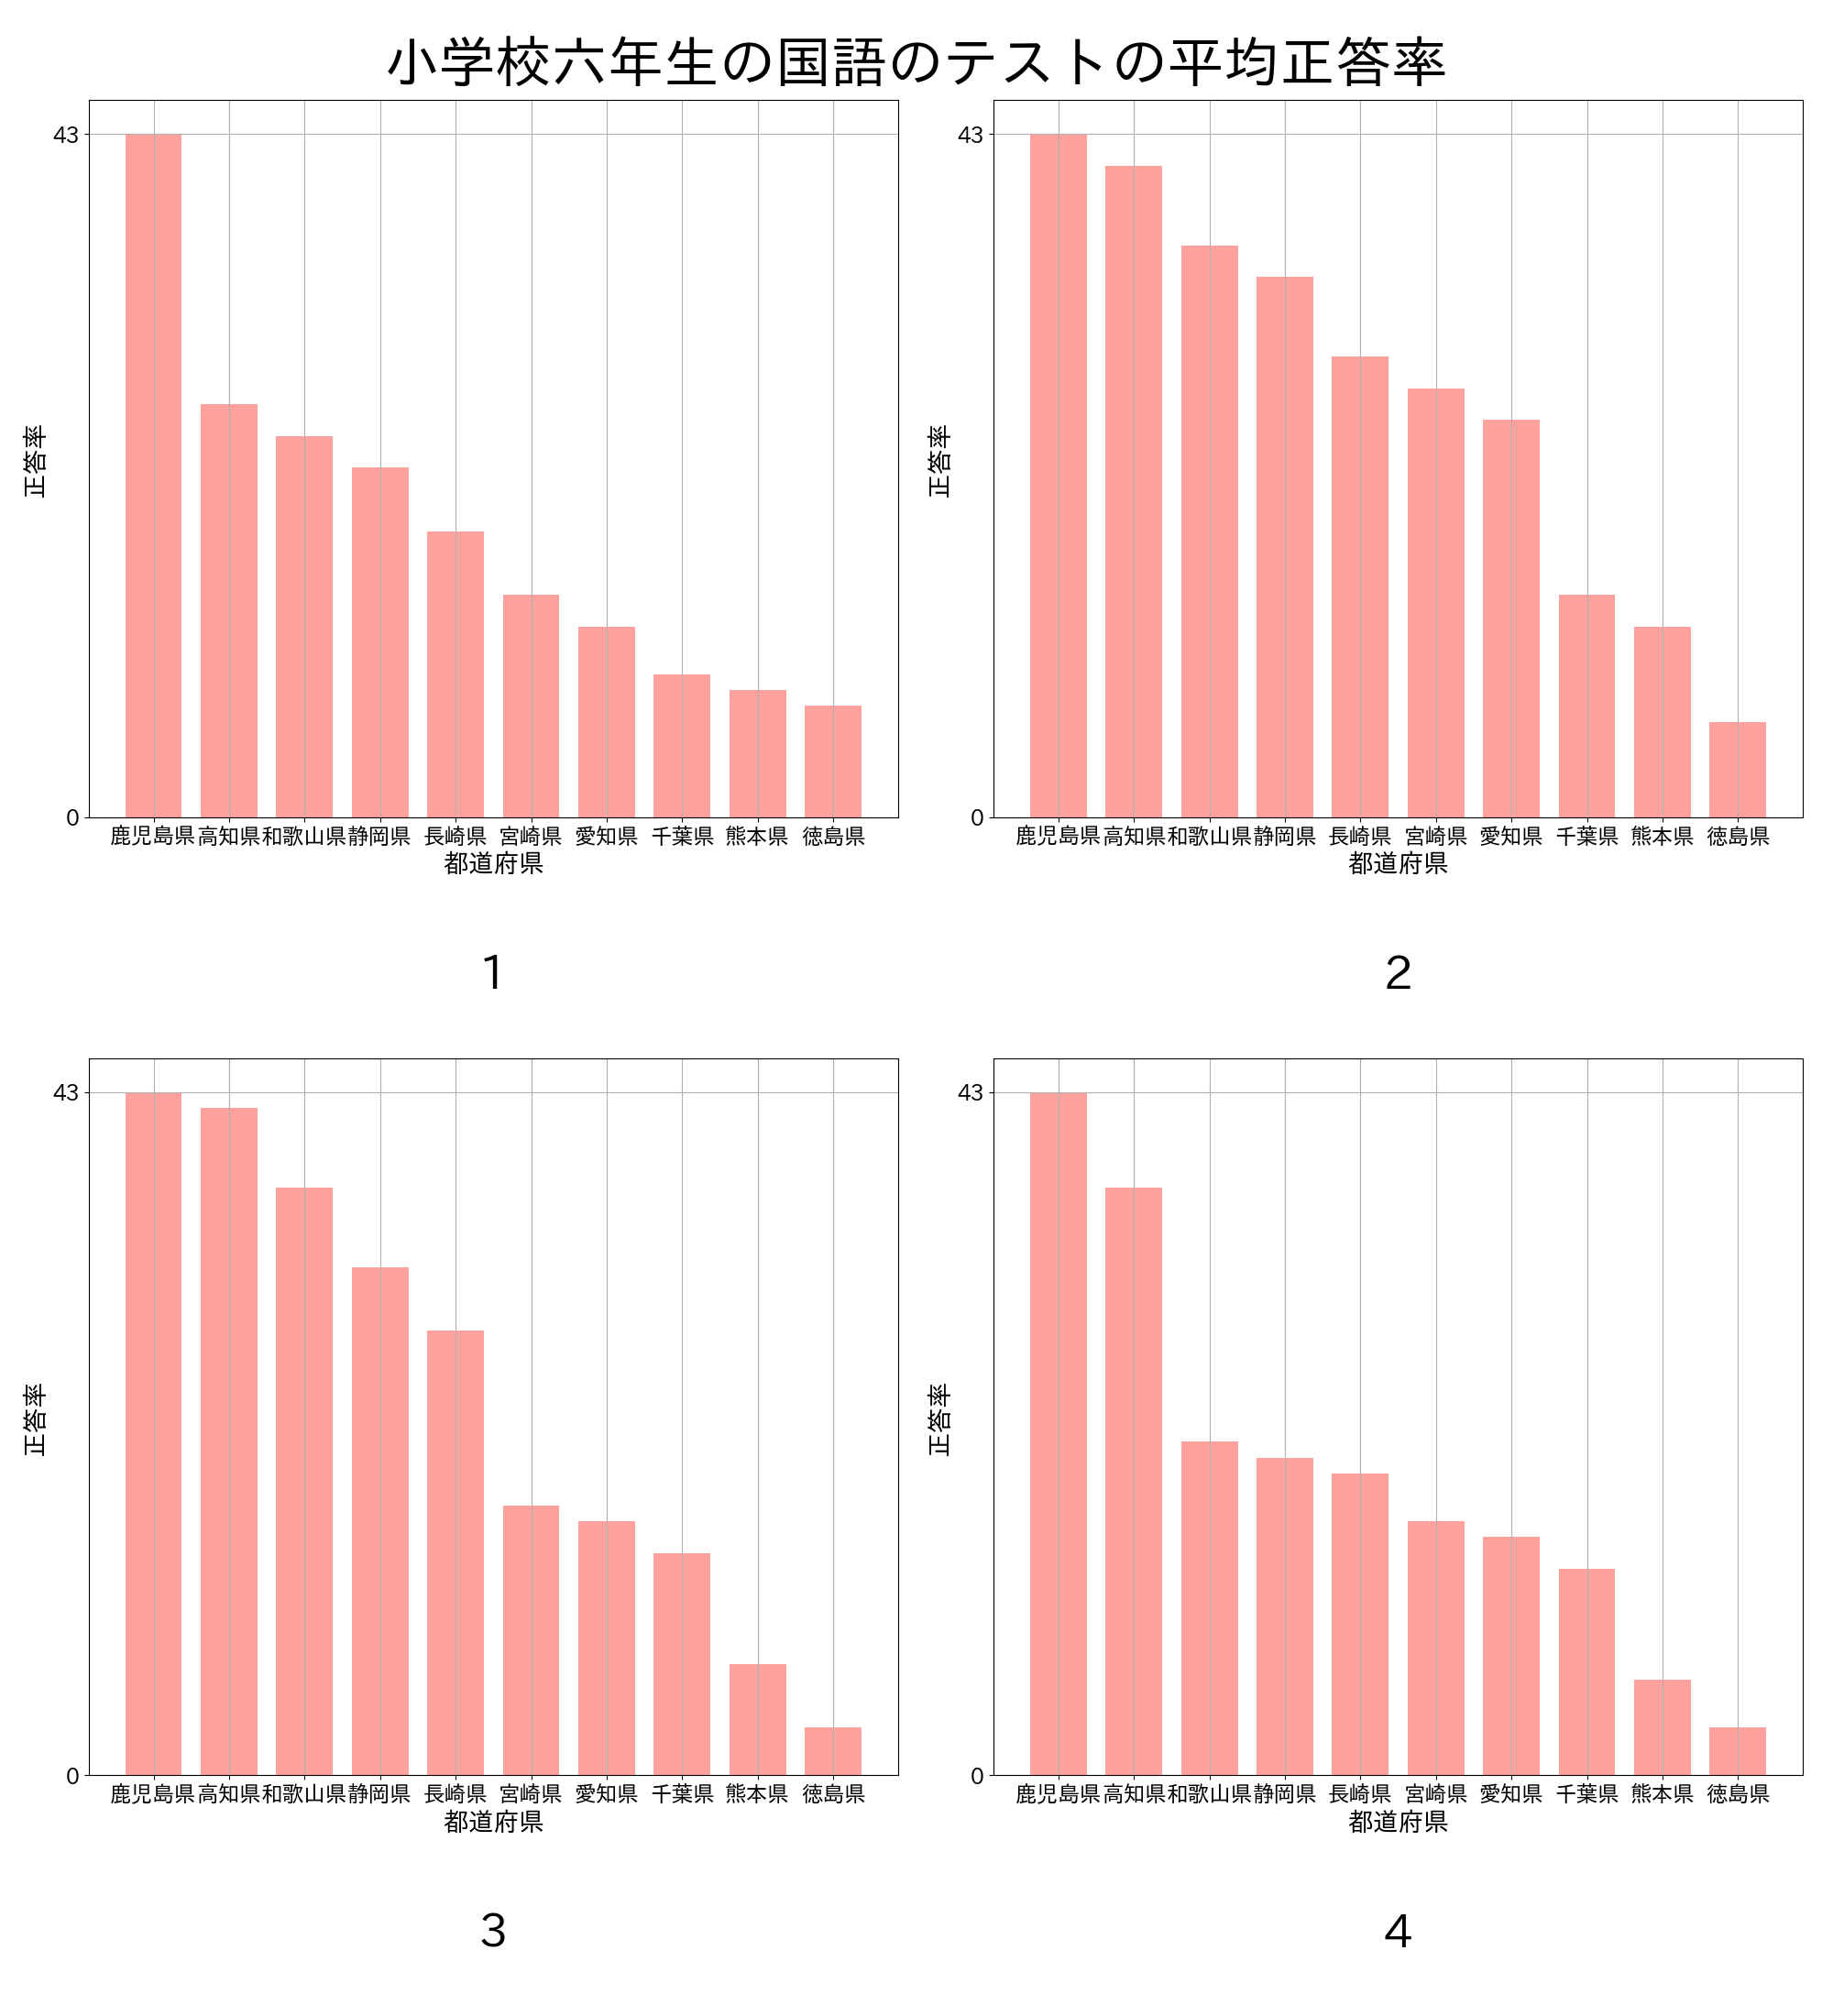 小学校六年生の国語のテストの平均正答率
43
正答率
0
鹿児島県 高知県 和歌山県 静岡県 長崎県 宮崎県 愛知県 千葉県 熊本県 徳島県
都道府県
1
43
正答率
0
鹿児島県 高知県 和歌山県 静岡県 長崎県 宮崎県 愛知県 千葉県 熊本県 徳島県
都道府県
2
43
正答率
0
鹿児島県 高知県 和歌山県 静岡県 長崎県 宮崎県 愛知県 千葉県 熊本県 徳島県
都道府県
3
43
正答率
0
鹿児島県 高知県 和歌山県 静岡県 長崎県 宮崎県 愛知県 千葉県 熊本県 徳島県
都道府県
4